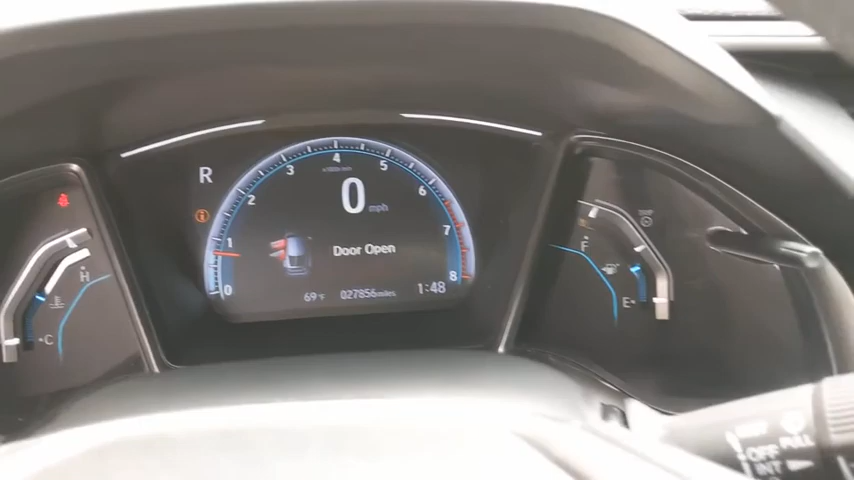 R
0 1 2 3 4 5 6 7 8
x1000r/min
0 mph
Door Open
69°F 027856miles 1:48
H
C
F
E
OFF
INT
PULL